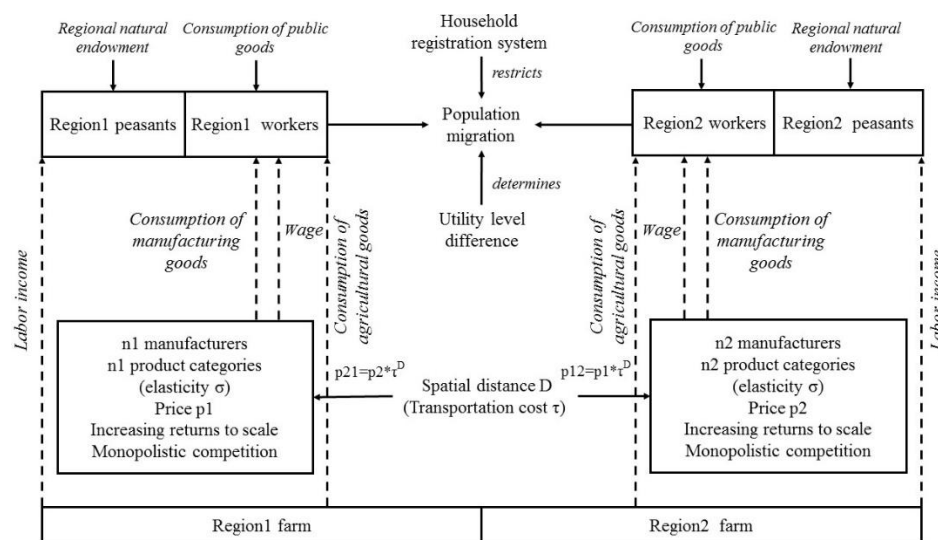 Regional natural
endowment
Consumption of public
goods
Household
registration system
Consumption of public
goods
Regional natural
endowment
restricts
Region1 peasants
Region1 workers
Population
migration
Region2 workers
Region2 peasants
determines
Utility level
difference
Labor income
Consumption of
manufacturing
goods
Wage
Consumption of
agricultural goods
Consumption of
agricultural goods
Wage
Consumption of
manufacturing
goods
Labor income
n1 manufacturers
n1 product categories
(elasticity σ)
Price p1
Increasing returns to scale
Monopolistic competition
p21=p2*τᴰ
Spatial distance D
(Transportation cost τ)
p12=p1*τᴰ
n2 manufacturers
n2 product categories
(elasticity σ)
Price p2
Increasing returns to scale
Monopolistic competition
Region1 farm
Region2 farm